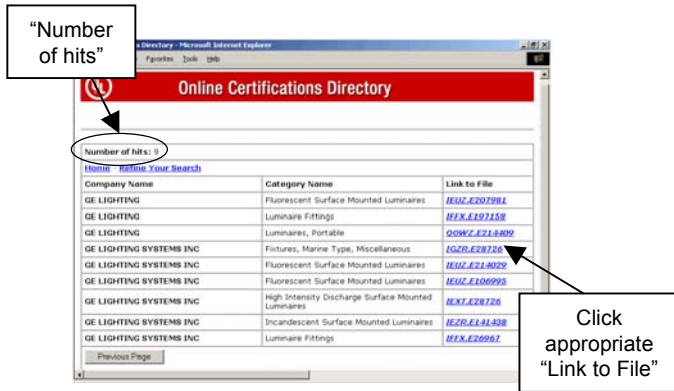 “Number
of hits”
s Directory - Microsoft Internet Explorer
Favorites Tools Help
UL
Online Certifications Directory
Number of hits: 9
Home - Refine Your Search
Company Name Category Name Link to File
GE LIGHTING Fluorescent Surface Mounted Luminaires IEUZ.E207981
GE LIGHTING Luminaire Fittings IFFX.E197158
GE LIGHTING Luminaires, Portable QOWZ.E214409
GE LIGHTING SYSTEMS INC Fixtures, Marine Type, Miscellaneous IGZR.E28726
GE LIGHTING SYSTEMS INC Fluorescent Surface Mounted Luminaires IEUZ.E214029
GE LIGHTING SYSTEMS INC Fluorescent Surface Mounted Luminaires IEUZ.E106995
GE LIGHTING SYSTEMS INC High Intensity Discharge Surface Mounted
Luminaires IEXT.E28726
GE LIGHTING SYSTEMS INC Incandescent Surface Mounted Luminaires IEZR.E141438
GE LIGHTING SYSTEMS INC Luminaire Fittings IFFX.E26967
Previous Page
Click
appropriate
“Link to File”